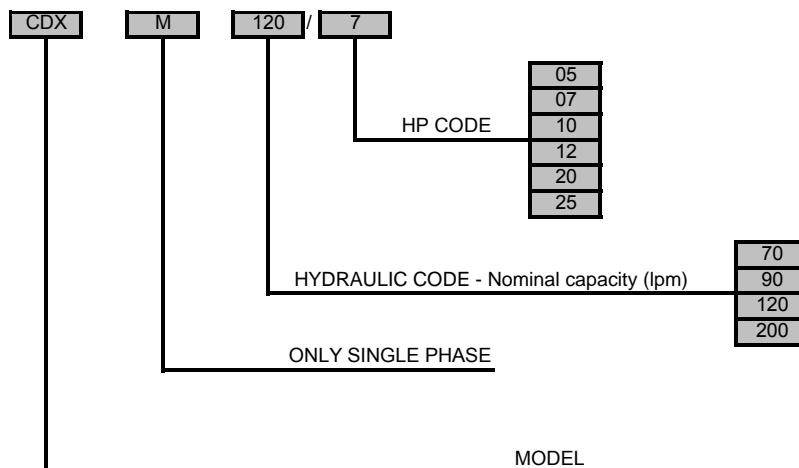 CDX M 120 / 7
05
07
HP CODE 10
12
20
25
70
HYDRAULIC CODE - Nominal capacity (lpm) 90
120
200
ONLY SINGLE PHASE
MODEL